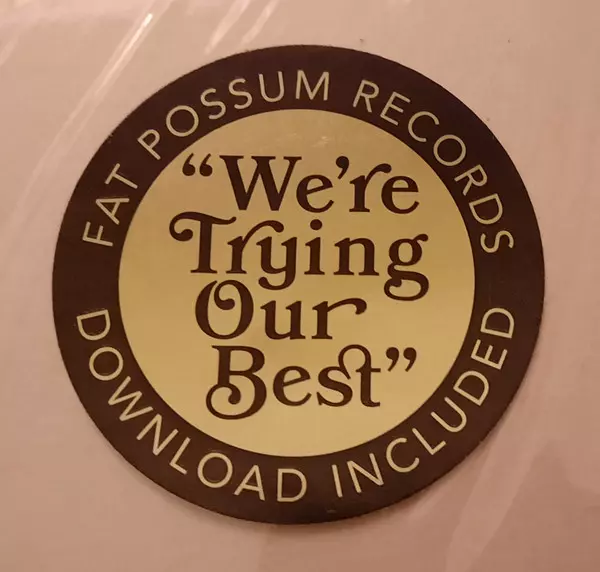 FAT POSSUM RECORDS
“We’re
Trying
Our
Best”
DOWNLOAD INCLUDED